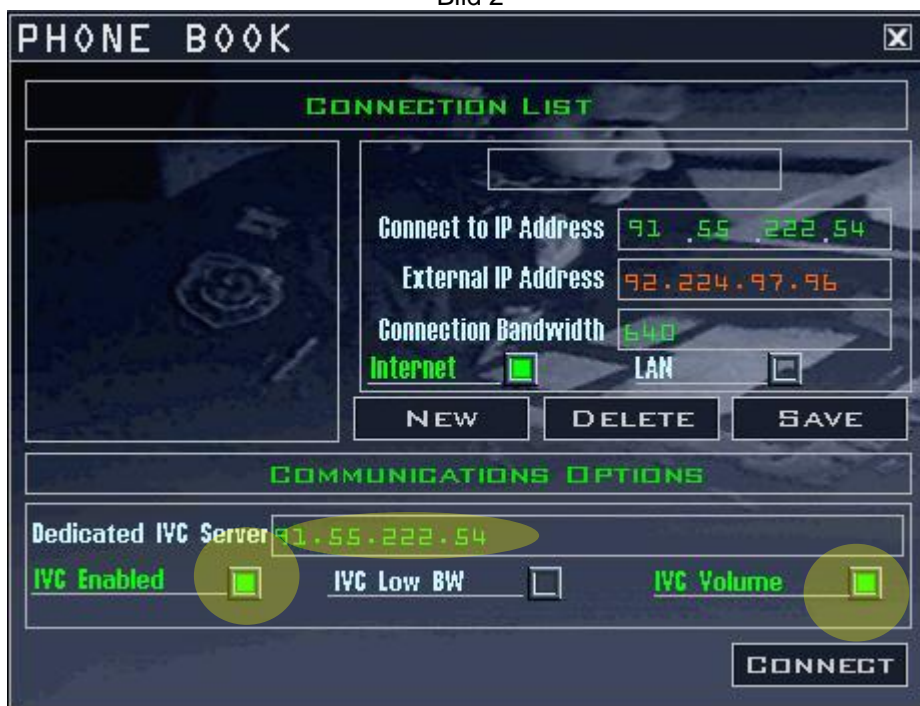 Bild 2
PHONE BOOK
CONNECTION LIST
Connect to IP Address 91 .55 .222.54
External IP Address 92.224.97.96
Connection Bandwidth 640
Internet LAN
NEW DELETE SAVE
COMMUNICATIONS OPTIONS
Dedicated IVC Server 91.55.222.54
IVC Enabled IVC Low BW IVC Volume
CONNECT